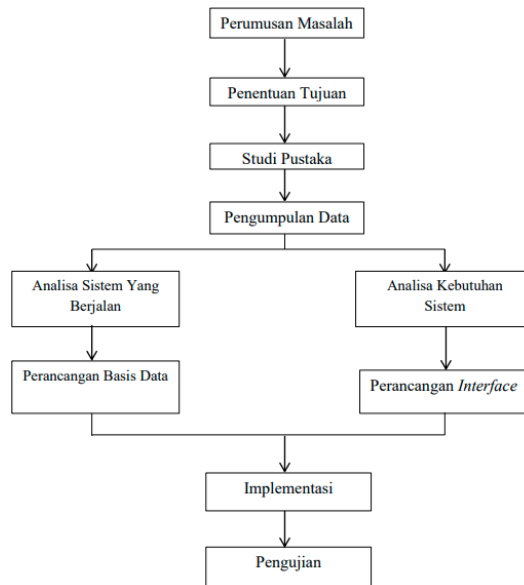 Perumusan Masalah
Penentuan Tujuan
Studi Pustaka
Pengumpulan Data
Analisa Sistem Yang
Berjalan
Analisa Kebutuhan
Sistem
Perancangan Basis Data
Perancangan Interface
Implementasi
Pengujian